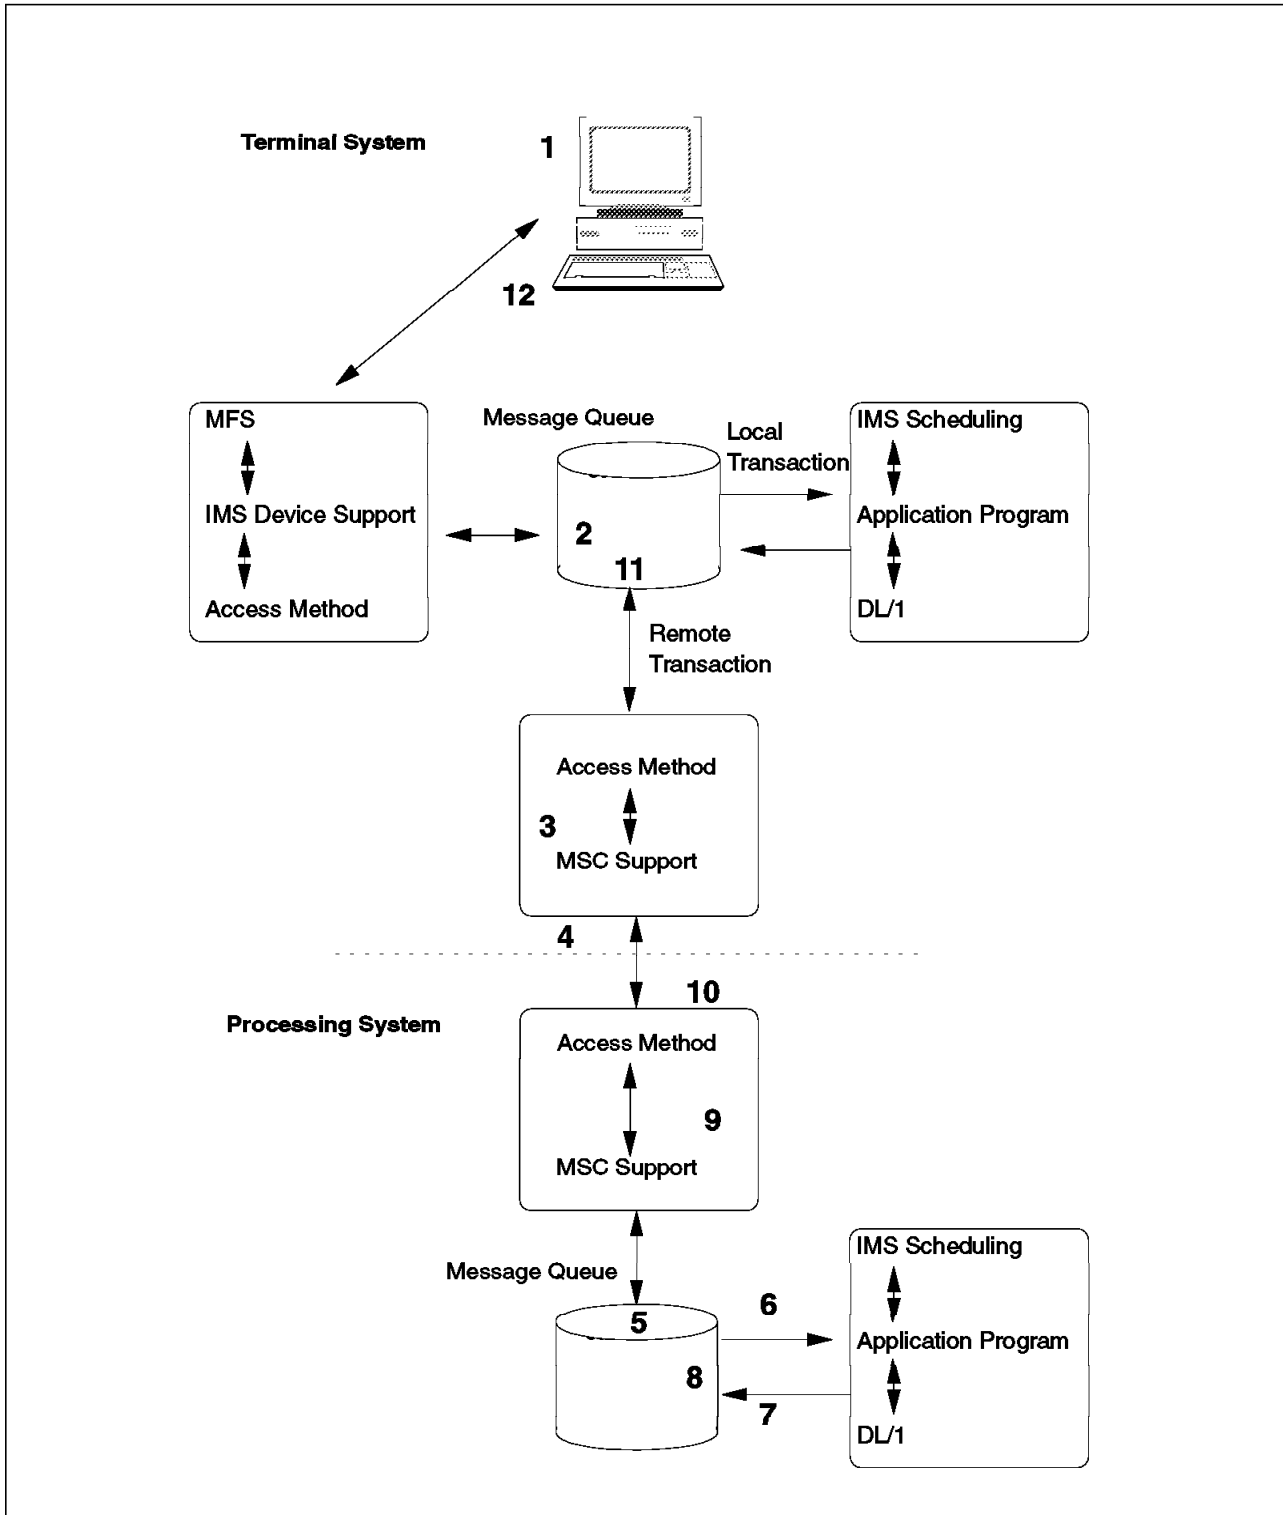 Terminal System
1
12
MFS
IMS Device Support
Access Method
Message Queue
2
11
Local
Transaction
IMS Scheduling
Application Program
DL/1
Remote
Transaction
Access Method
3
MSC Support
4
10
Processing System
Access Method
9
MSC Support
Message Queue
5
8
6
7
IMS Scheduling
Application Program
DL/1